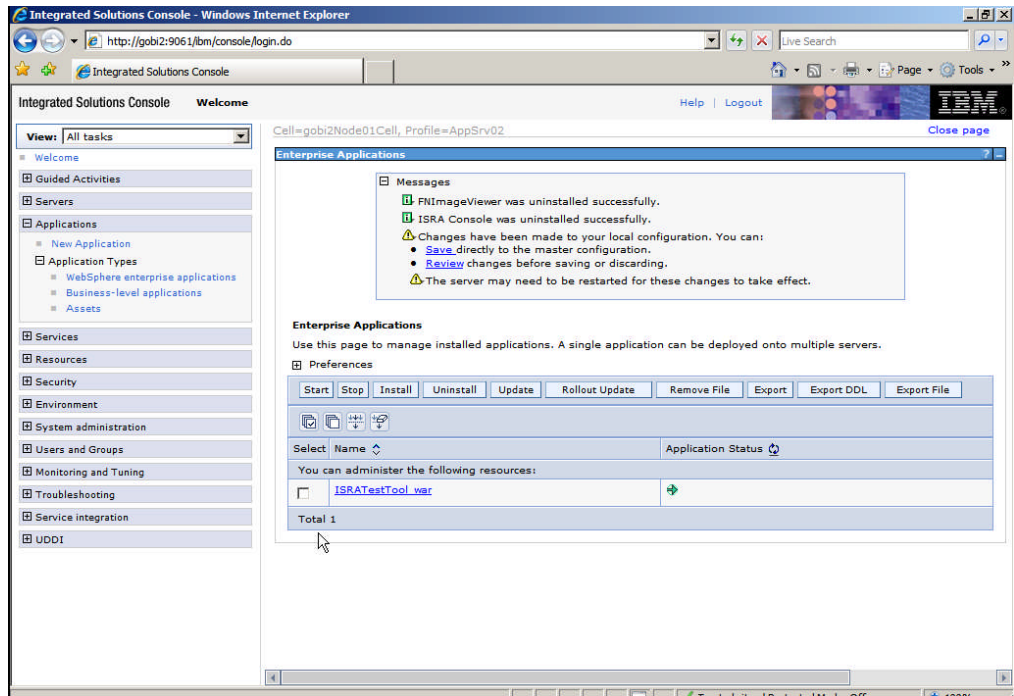 Integrated Solutions Console - Windows Internet Explorer
http://gobi2:9061/ibm/console/login.do
Live Search
Integrated Solutions Console
Page
Tools
Integrated Solutions Console Welcome
Help | Logout
IBM
View: All tasks
Welcome
Guided Activities
Servers
Applications
New Application
Application Types
WebSphere enterprise applications
Business-level applications
Assets
Services
Resources
Security
Environment
System administration
Users and Groups
Monitoring and Tuning
Troubleshooting
Service integration
UDDI
Cell=gobi2Node01Cell, Profile=AppSrv02
Close page
Enterprise Applications
? -
Messages
FNImageViewer was uninstalled successfully.
ISRA Console was uninstalled successfully.
Changes have been made to your local configuration. You can:
Save directly to the master configuration.
Review changes before saving or discarding.
The server may need to be restarted for these changes to take effect.
Enterprise Applications
Use this page to manage installed applications. A single application can be deployed onto multiple servers.
Preferences
Start Stop Install Uninstall Update Rollout Update Remove File Export Export DDL Export File
Select Name Application Status
You can administer the following resources:
ISRATestTool_war
Total 1